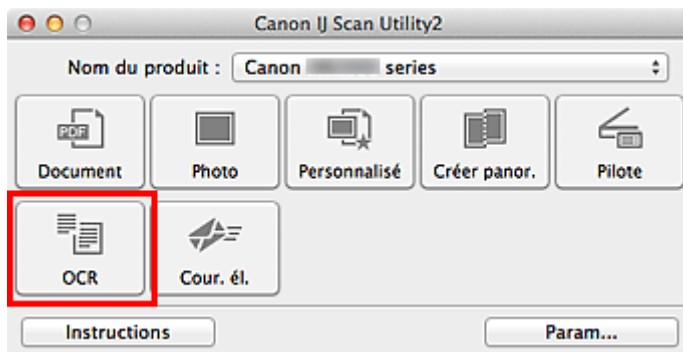 Canon IJ Scan Utility2
Nom du produit : Canon series
PDF
Document
Photo
Personnalisé
Créer panor.
Pilote
OCR
Cour. él.
Instructions
Param...